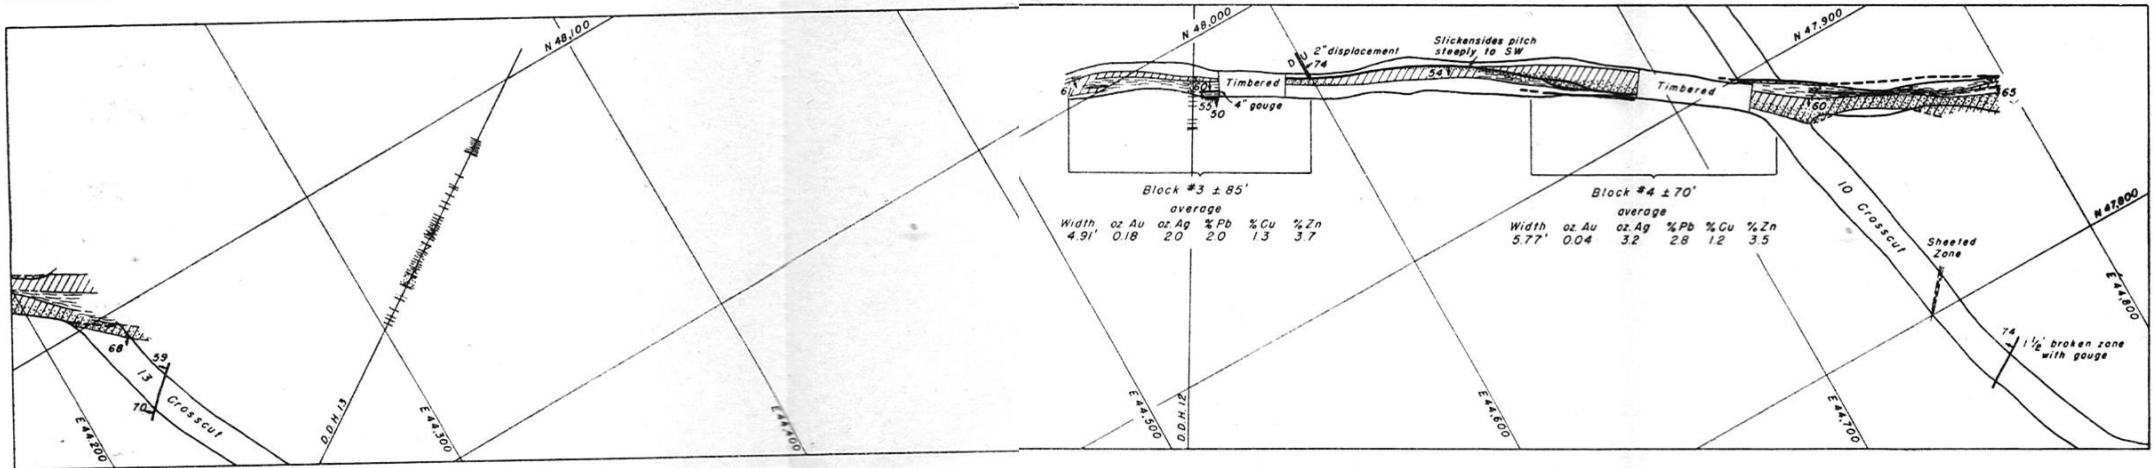 N 48,100
68
59
13
70
Crosscut
E 44,200
D.D.H. 13
E 44,300
E 44,400
N 48,000
D U
74
2" displacement
Slickensides pitch
steeply to SW
54
N 47,900
Timbered
4" gouge
55
50
Timbered
60
65
Block #3 ± 85'
average
Width oz. Au oz. Ag % Pb % Cu % Zn
4.91' 0.18 2.0 2.0 1.3 3.7
Block #4 ± 70'
average
Width oz. Au oz. Ag % Pb % Cu % Zn
5.77' 0.04 3.2 2.8 1.2 3.5
10 Crosscut
N 47,800
Sheeted
Zone
E 44,800
74
1 1/2' broken zone
with gouge
E 44,500
D.D.H. 12
E 44,600
E 44,700